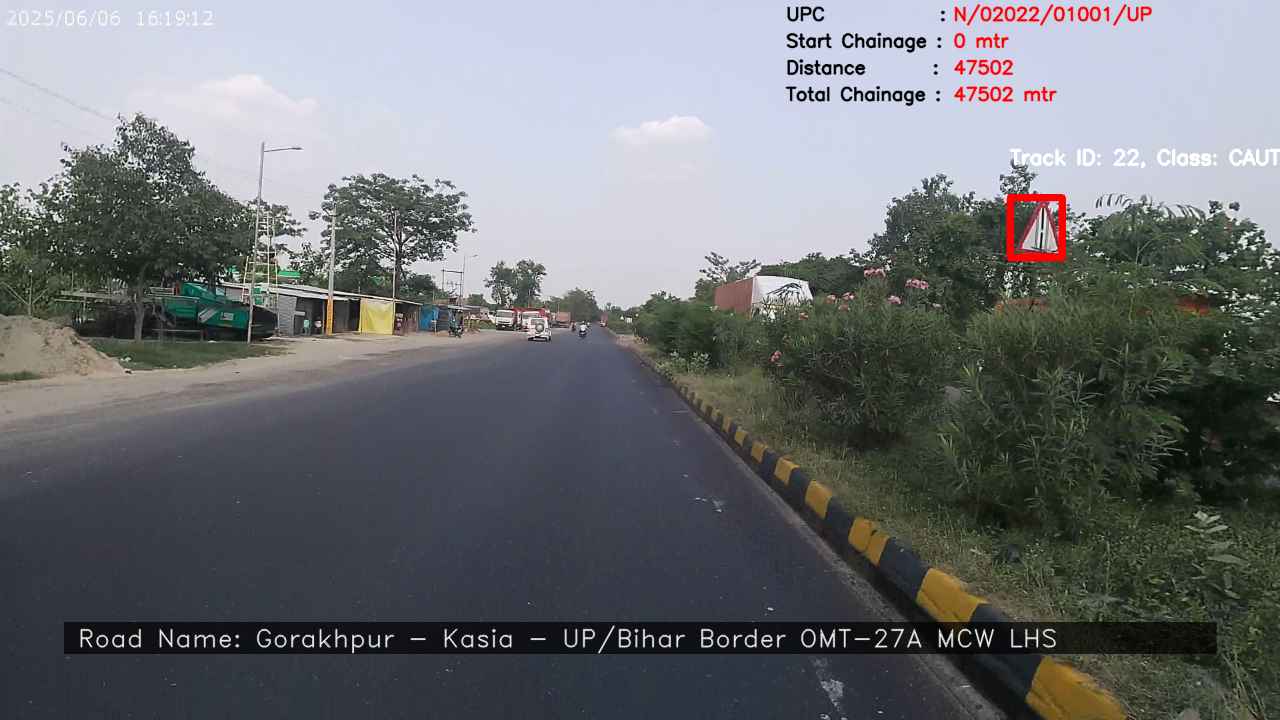 2025/06/06 16:19:12
UPC : N/02022/01001/UP
Start Chainage : 0 mtr
Distance : 47502
Total Chainage : 47502 mtr
Track ID: 22, Class: CAUT
Road Name: Gorakhpur - Kasia - UP/Bihar Border OMT-27A MCW LHS